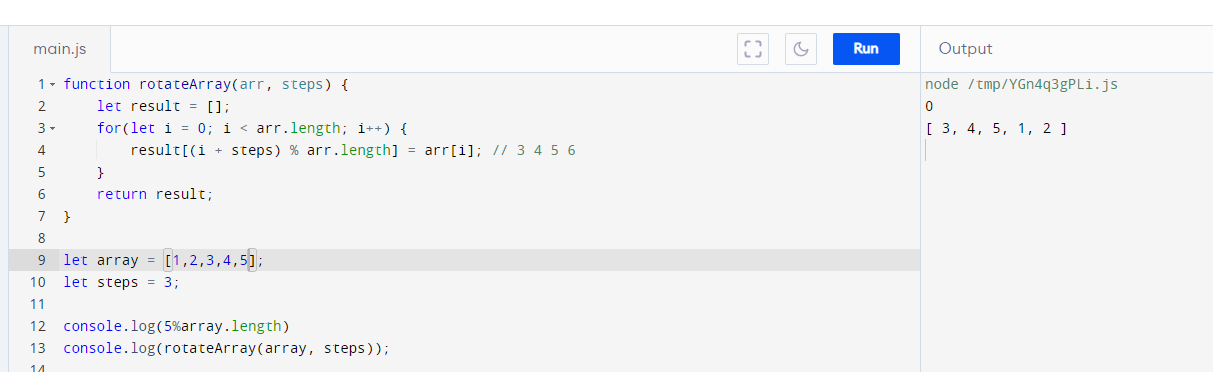 main.js
Run
Output
1 function rotateArray(arr, steps) {
2 let result = [];
3 for(let i = 0; i < arr.length; i++) {
4 result[(i + steps) % arr.length] = arr[i]; // 3 4 5 6
5 }
6 return result;
7 }
8
9 let array = [1,2,3,4,5];
10 let steps = 3;
11
12 console.log(5%array.length)
13 console.log(rotateArray(array, steps));
14
node /tmp/YGn4q3gPLi.js
0
[ 3, 4, 5, 1, 2 ]